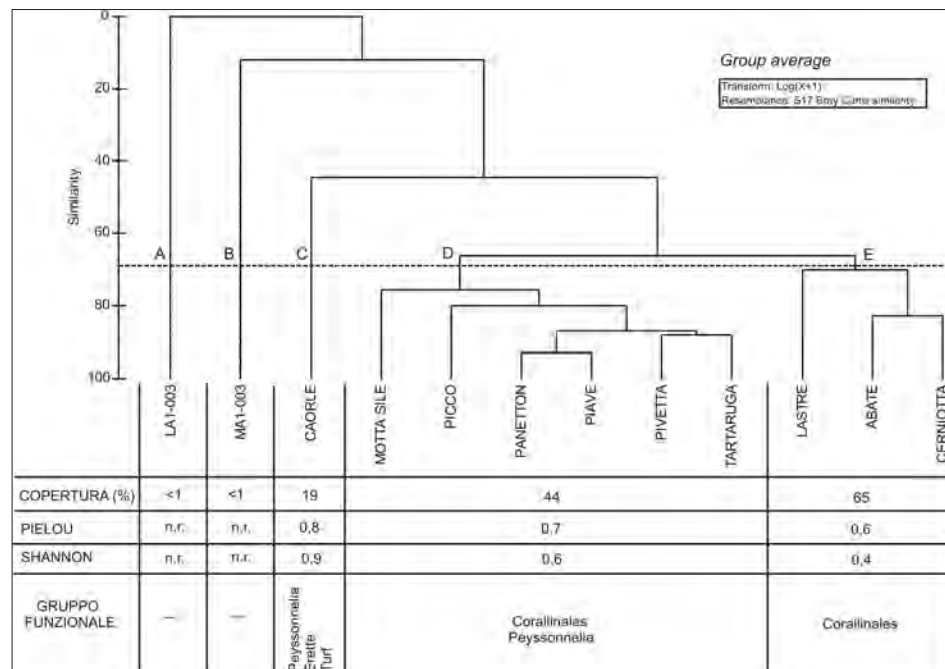 Group average
Transform: Log(X+1)
Resemblance: S17 Bray Curtis similarity
Similarity
0
20
40
60
80
100
A B C D E
LA1-003
MA1-003
CAORLE
MOTTA SILE
PICCO
PANETTON
PIAVE
PIVETTA
TARTARUGA
LASTRE
ABATE
CERNIOTTA
COPERTURA (%) <1 <1 19 44 65
PIELOU n.r. n.r. 0,8 0,7 0,6
SHANNON n.r. n.r. 0,9 0,6 0,4
GRUPPO
FUNZIONALE
— —
Peyssonnelia
Erette
Turf
Corallinales
Peyssonnelia
Corallinales